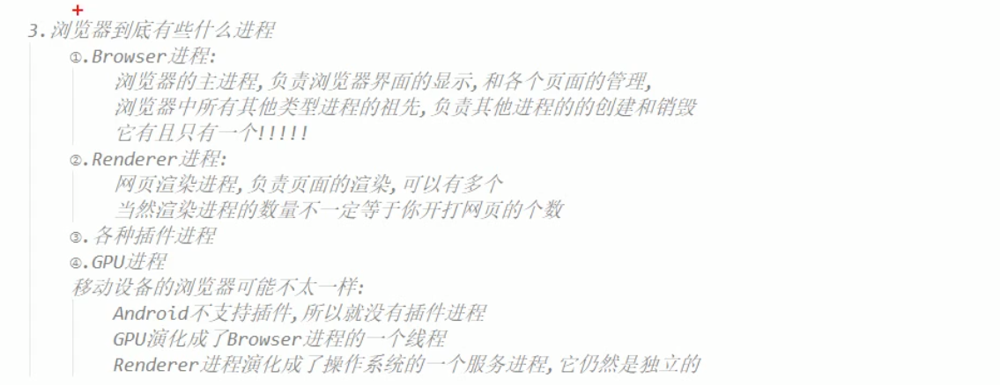 3.浏览器到底有些什么进程
①.Browser进程:
浏览器的主进程,负责浏览器界面的显示,和各个页面的管理,
浏览器中所有其他类型进程的祖先,负责其他进程的的创建和销毁
它有且只有一个!!!!!
②.Renderer进程:
网页渲染进程,负责页面的渲染,可以有多个
当然渲染进程的数量不一定等于你开打网页的个数
③.各种插件进程
④.GPU进程
移动设备的浏览器可能不太一样:
Android不支持插件,所以就没有插件进程
GPU演化成了Browser进程的一个线程
Renderer进程演化成了操作系统的一个服务进程,它仍然是独立的